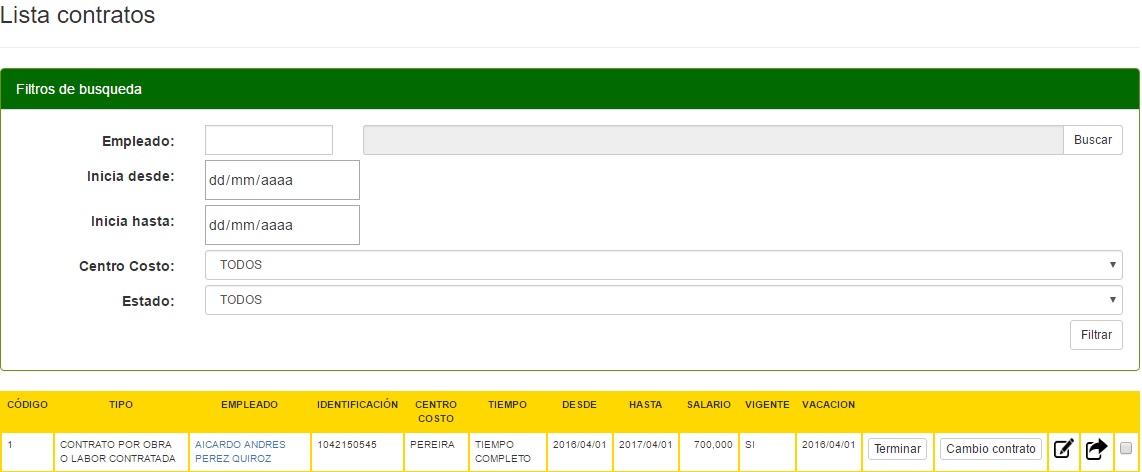 Lista contratos
Filtros de busqueda
Empleado: Buscar
Inicia desde: dd/mm/aaaa
Inicia hasta: dd/mm/aaaa
Centro Costo: TODOS
Estado: TODOS
Filtrar
CÓDIGO TIPO EMPLEADO IDENTIFICACIÓN CENTRO TIEMPO DESDE HASTA SALARIO VIGENTE VACACION
COSTO
1 CONTRATO POR OBRA AICARDO ANDRES 1042150545 PEREIRA TIEMPO 2016/04/01 2017/04/01 700,000 SI 2016/04/01 Terminar Cambio contrato
O LABOR CONTRATADA PEREZ QUIROZ COMPLETO